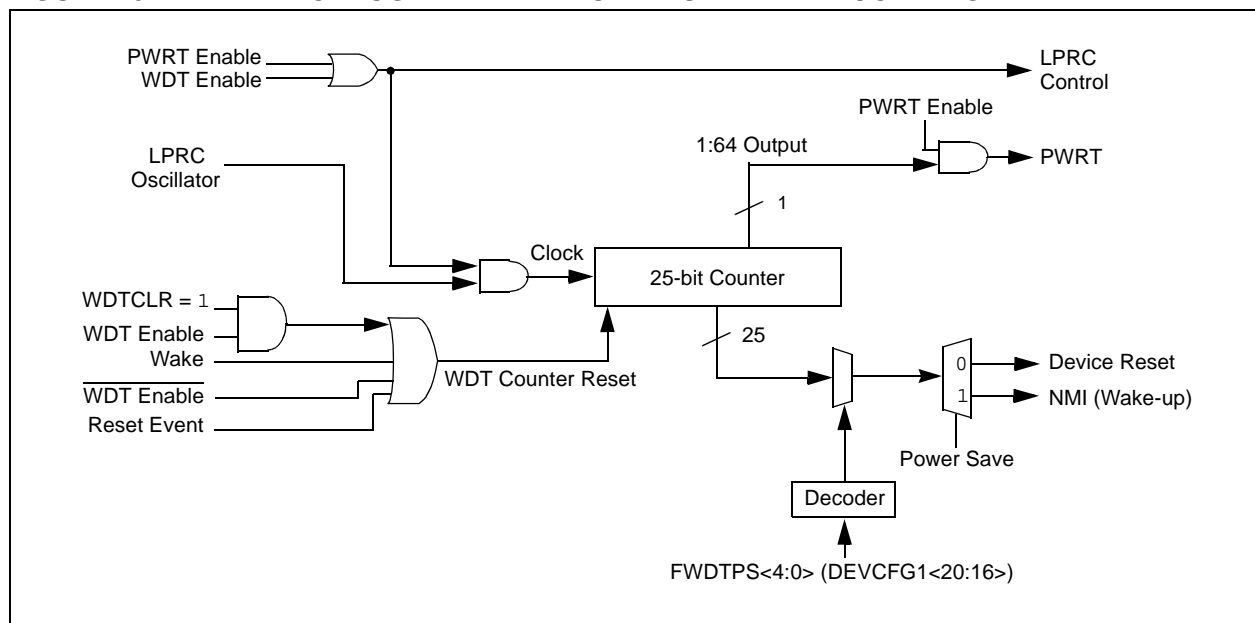 PWRT Enable
WDT Enable
LPRC
Control
PWRT Enable
1:64 Output
PWRT
LPRC
Oscillator
1
Clock
25-bit Counter
WDTCLR = 1
WDT Enable
Wake
25
WDT Counter Reset
WDT Enable
Reset Event
0
Device Reset
1
NMI (Wake-up)
Power Save
Decoder
FWDTPS<4:0> (DEVCFG1<20:16>)